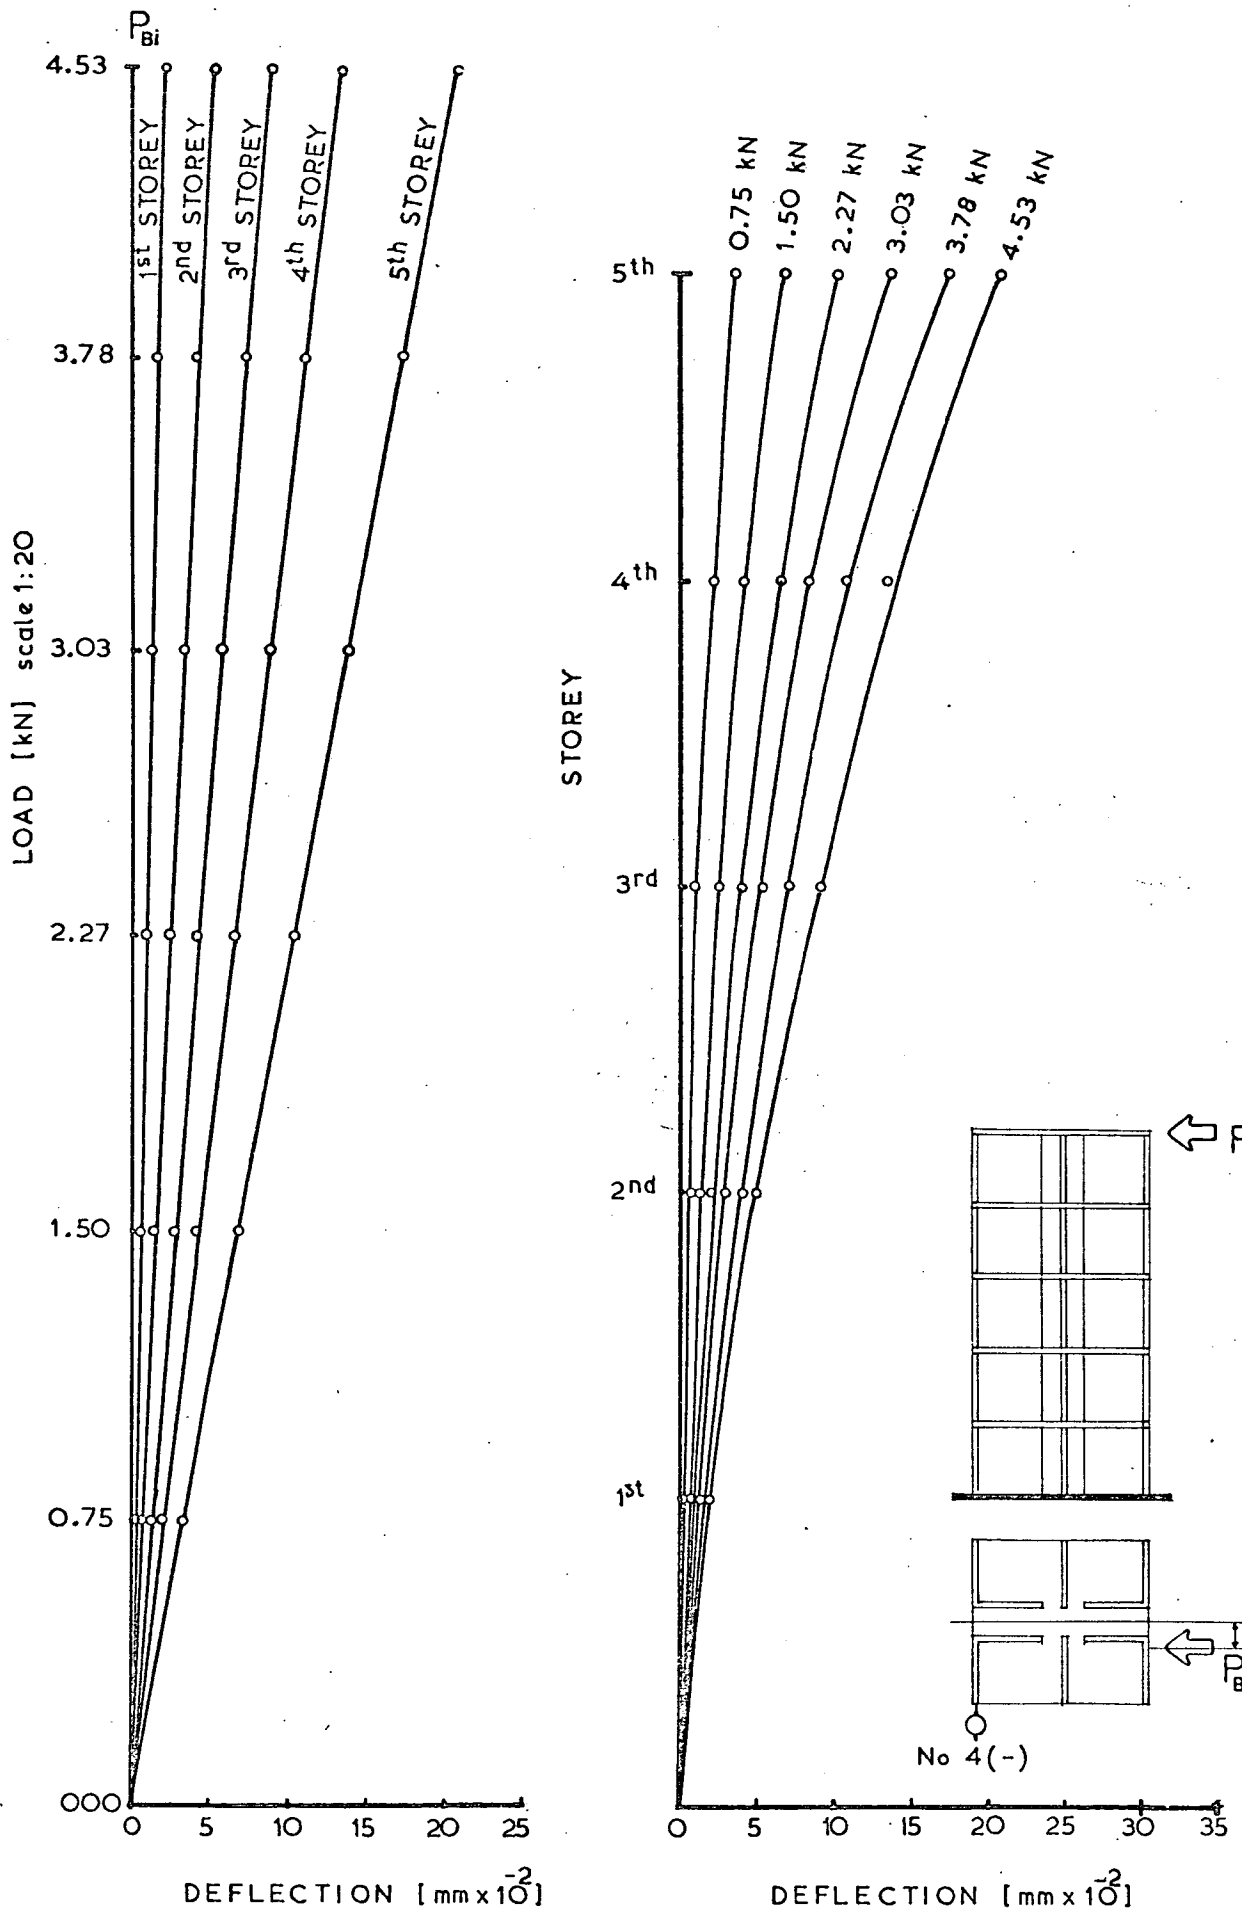 P_Bi
4.53
3.78
3.03
2.27
1.50
0.75
000
LOAD [kN] scale 1:20
1st STOREY
2nd STOREY
3rd STOREY
4th STOREY
5th STOREY
0 5 10 15 20 25
DEFLECTION [mm x 10^-2]
0.75 kN
1.50 kN
2.27 kN
3.03 kN
3.78 kN
4.53 kN
5th
4th
3rd
2nd
1st
STOREY
0 5 10 15 20 25 30 35
DEFLECTION [mm x 10^-2]
P_B
No 4(-)